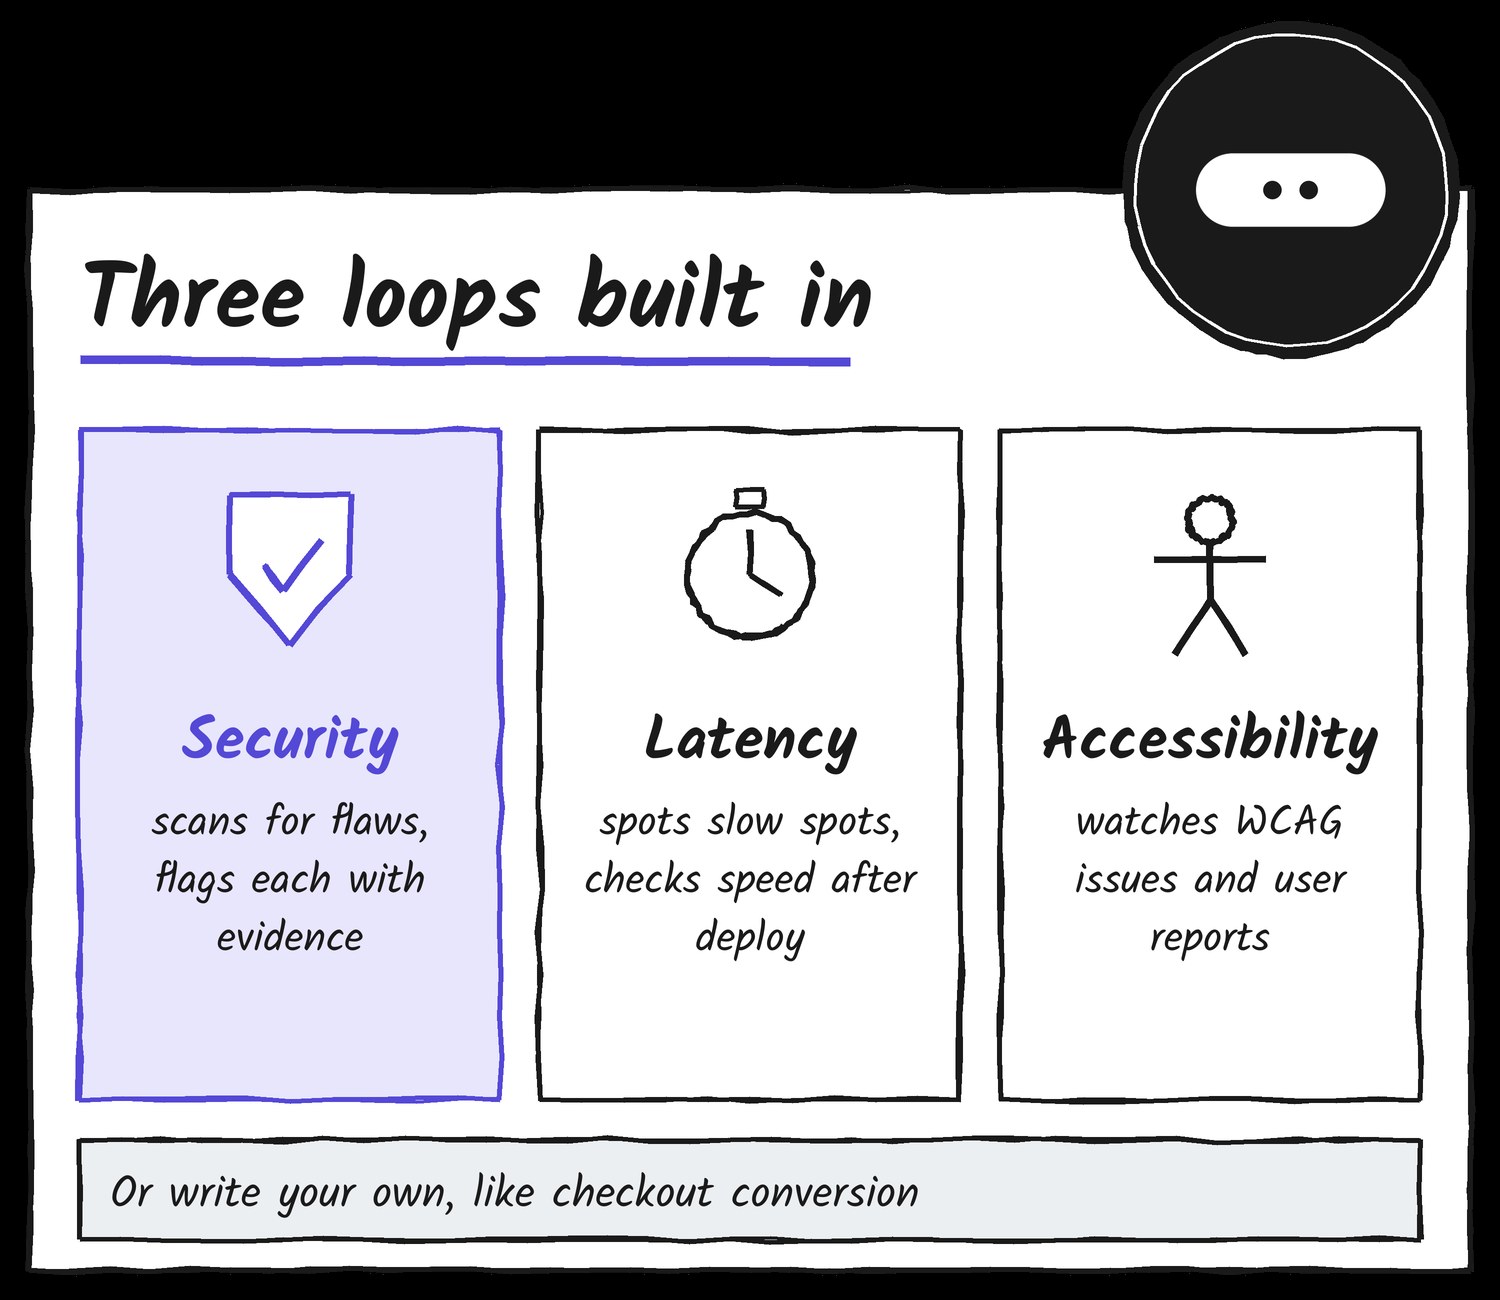 Three loops built in
Security
scans for flaws,
flags each with
evidence
Latency
spots slow spots,
checks speed after
deploy
Accessibility
watches WCAG
issues and user
reports
Or write your own, like checkout conversion